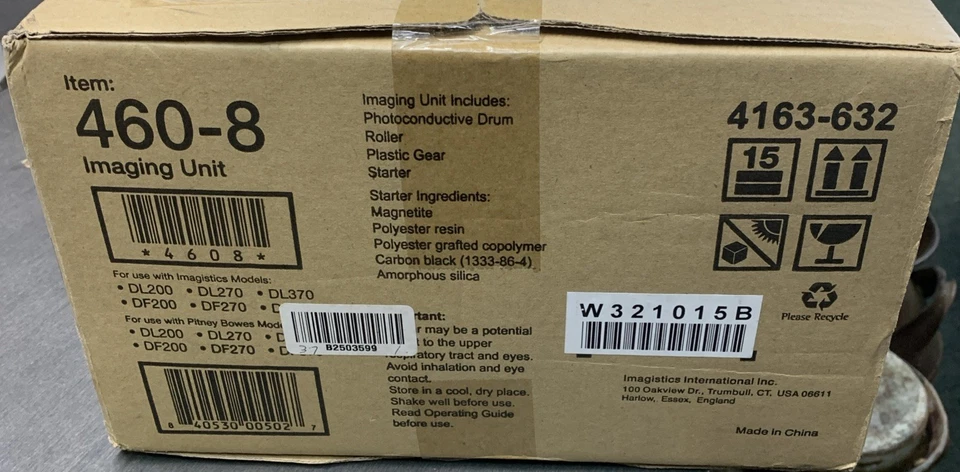 Item:
460-8
Imaging Unit
* 4 6 0 8 *
For use with Imagistics Models:
• DL200 • DL270 • DL370
• DF200 • DF270 •
For use with Pitney Bowes
• DL200 • DL270 •
• DF200 • DF270 •
8 40530 00502 7
Imaging Unit Includes:
Photoconductive Drum
Roller
Plastic Gear
Starter
Starter Ingredients:
Magnetite
Polyester resin
Polyester grafted copolymer
Carbon black (1333-86-4)
Amorphous silica
B2503599
may be a potential
to the upper
tract and eyes.
Avoid inhalation and eye
contact.
Store in a cool, dry place.
Shake well before use.
Read Operating Guide
before use.
4163-632
15
Please Recycle
W321015B
Imagistics International Inc.
100 Oakview Dr., Trumbull, CT, USA 06611
Harlow, Essex, England
Made in China